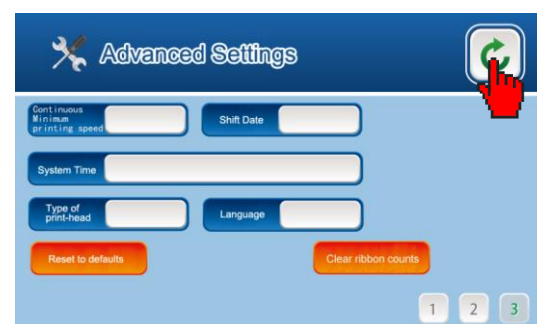 Advanced Settings
Continuous
Minimum
printing speed
Shift Date
System Time
Type of
print-head
Language
Reset to defaults
Clear ribbon counts
1 2 3